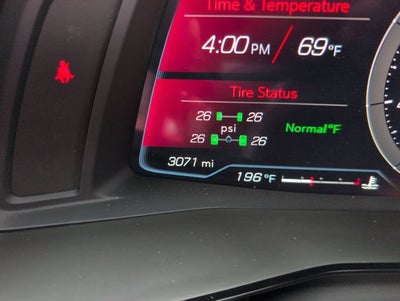 Time & Temperature
4:00 PM / 69°F
Tire Status
26 26
psi Normal°F
26 26
3071 mi
196 °F